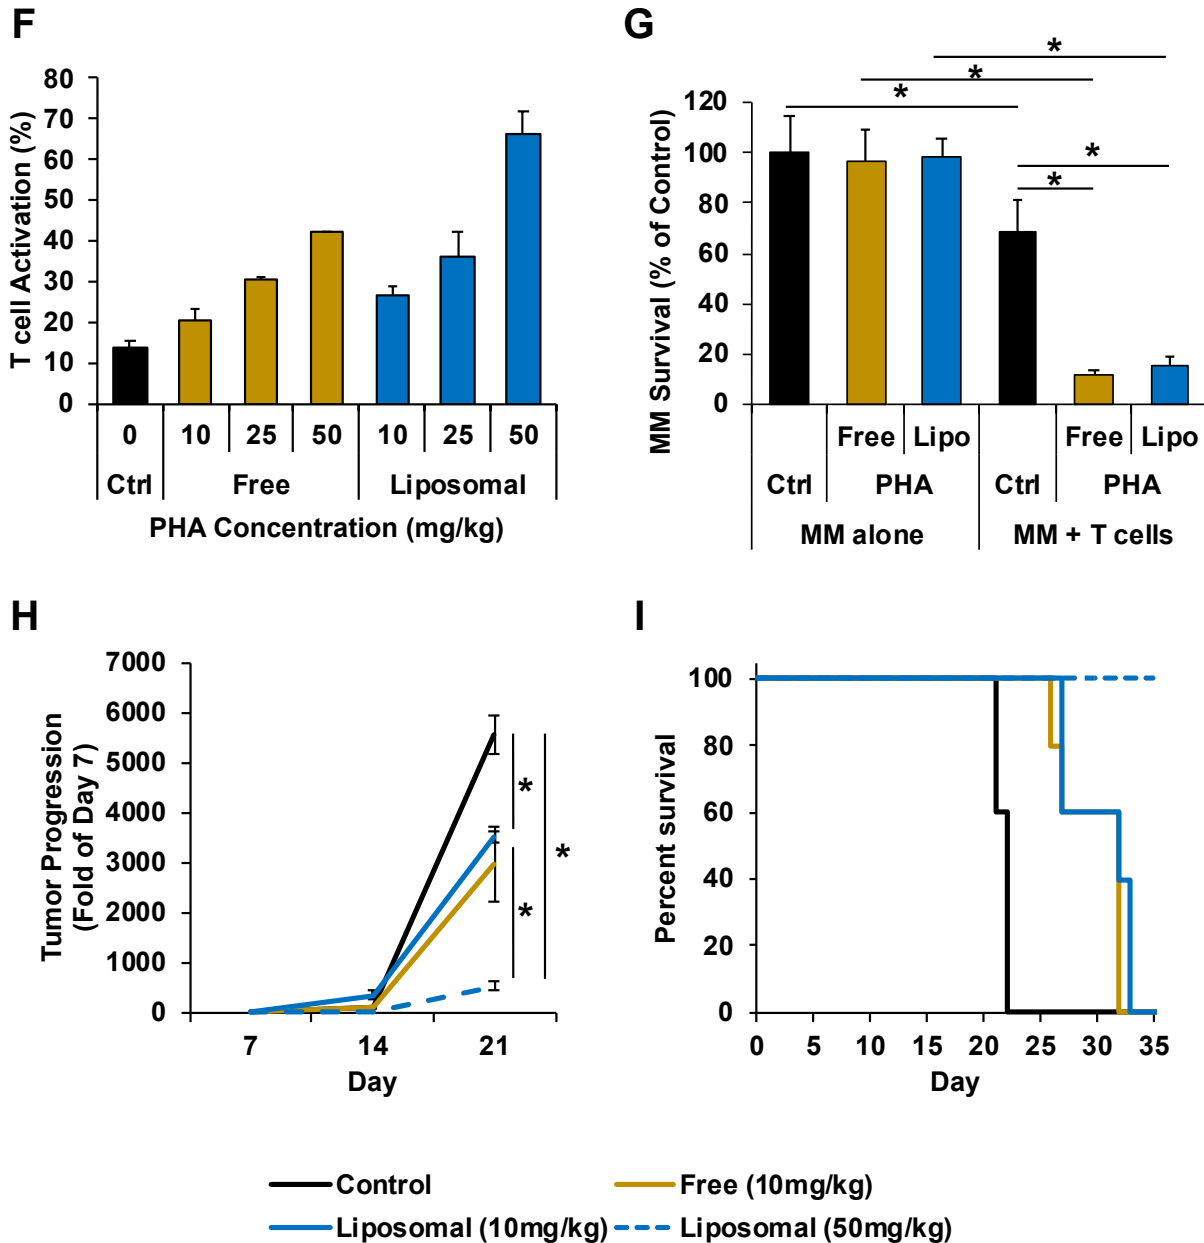 F
80
70
60
50
40
30
20
10
0
T cell Activation (%)
0 10 25 50 10 25 50
Ctrl Free Liposomal
PHA Concentration (mg/kg)
G
* 
*
*
*
*
120
100
80
60
40
20
0
MM Survival (% of Control)
Free Lipo Free Lipo
Ctrl PHA Ctrl PHA
MM alone MM + T cells
H
7000
6000
5000
4000
3000
2000
1000
0
Tumor Progression
(Fold of Day 7)
*
*
*
7 14 21
Day
I
100
80
60
40
20
0
Percent survival
0 5 10 15 20 25 30 35
Day
Control Free (10mg/kg)
Liposomal (10mg/kg) Liposomal (50mg/kg)